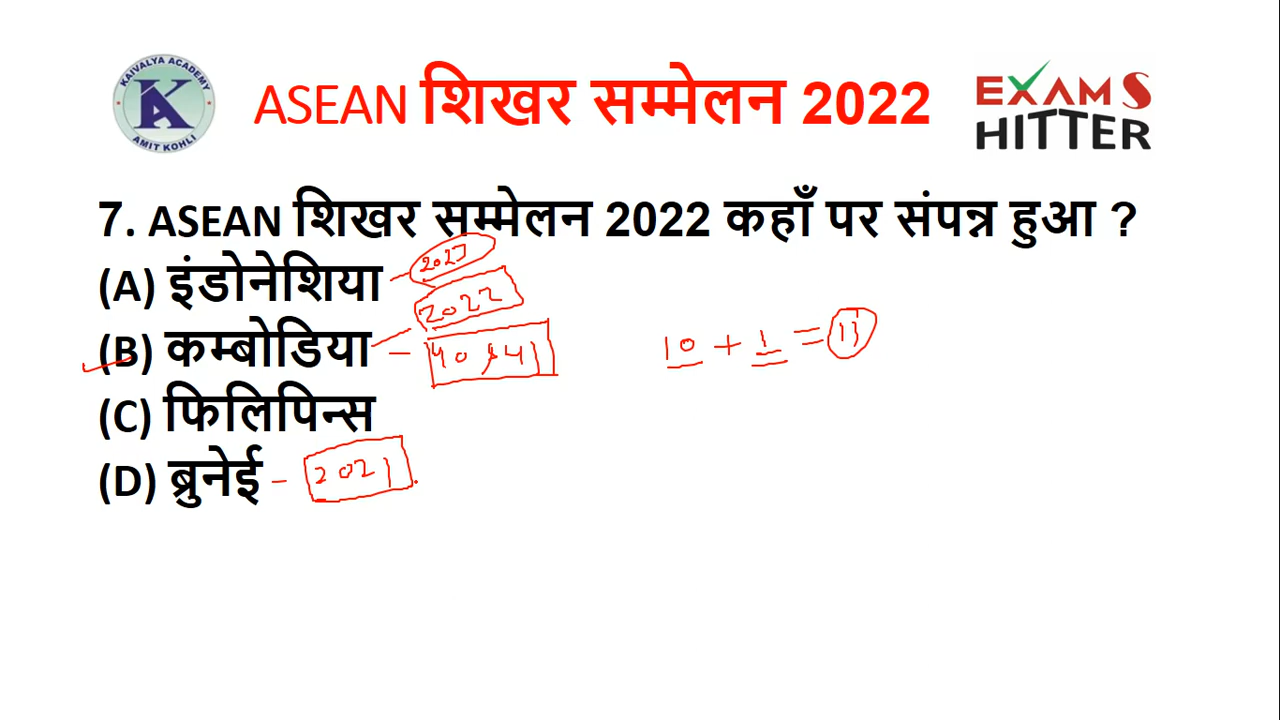 KAIVALYA ACADEMY
K
A
AMIT KOHLI
ASEAN शिखर सम्मेलन 2022
EXAMS
HITTER
7. ASEAN शिखर सम्मेलन 2022 कहाँ पर संपन्न हुआ ?
(A) इंडोनेशिया - 2023
2022
(B) कम्बोडिया - 40 & 41
10 + 1 = 11
(C) फिलिपिन्स
(D) ब्रुनेई - 2021